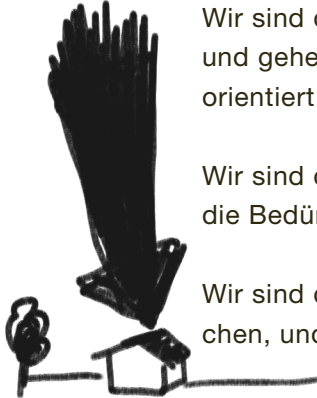 Wir sind
und gehe
orientiert
Wir sind
die Bedür
Wir sind
chen, und